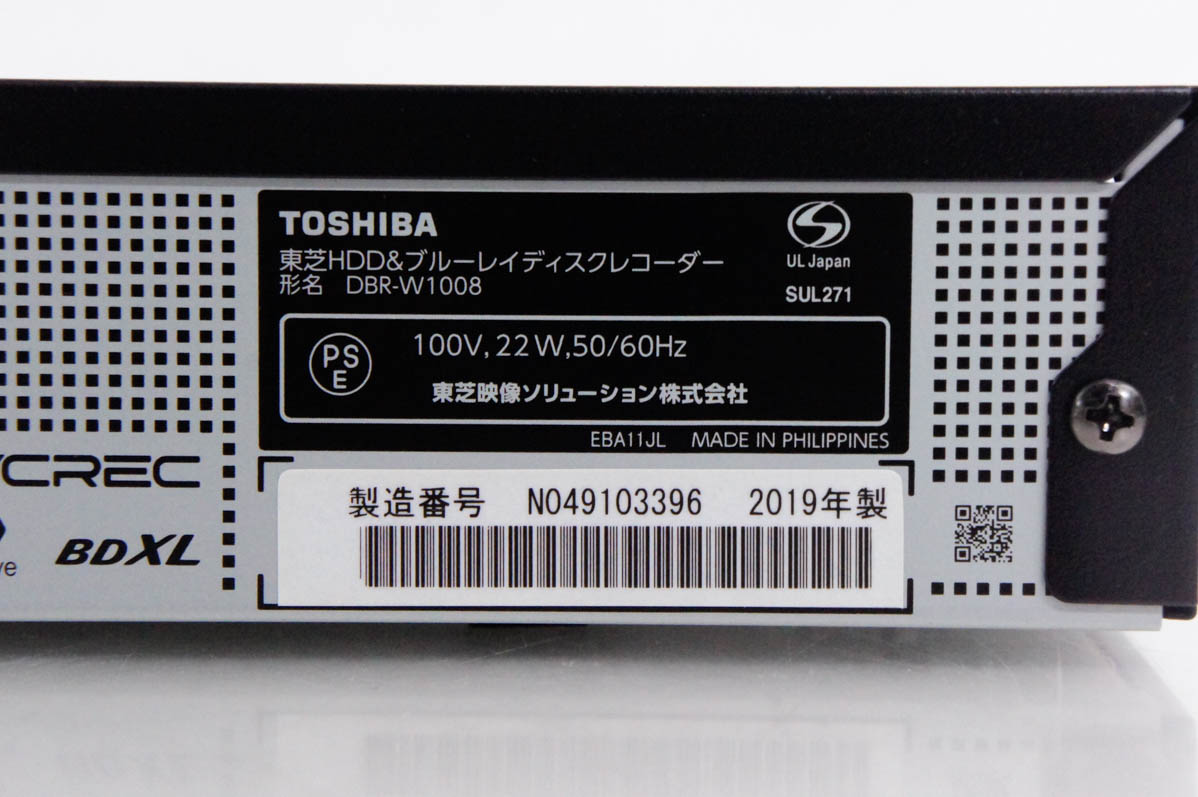 TOSHIBA
東芝HDD&ブルーレイディスクレコーダー
形名 DBR-W1008
UL Japan
SUL271
PS
E
100V, 22W, 50/60Hz
東芝映像ソリューション株式会社
EBA11JL MADE IN PHILIPPINES
製造番号 N049103396 2019年製
BDXL